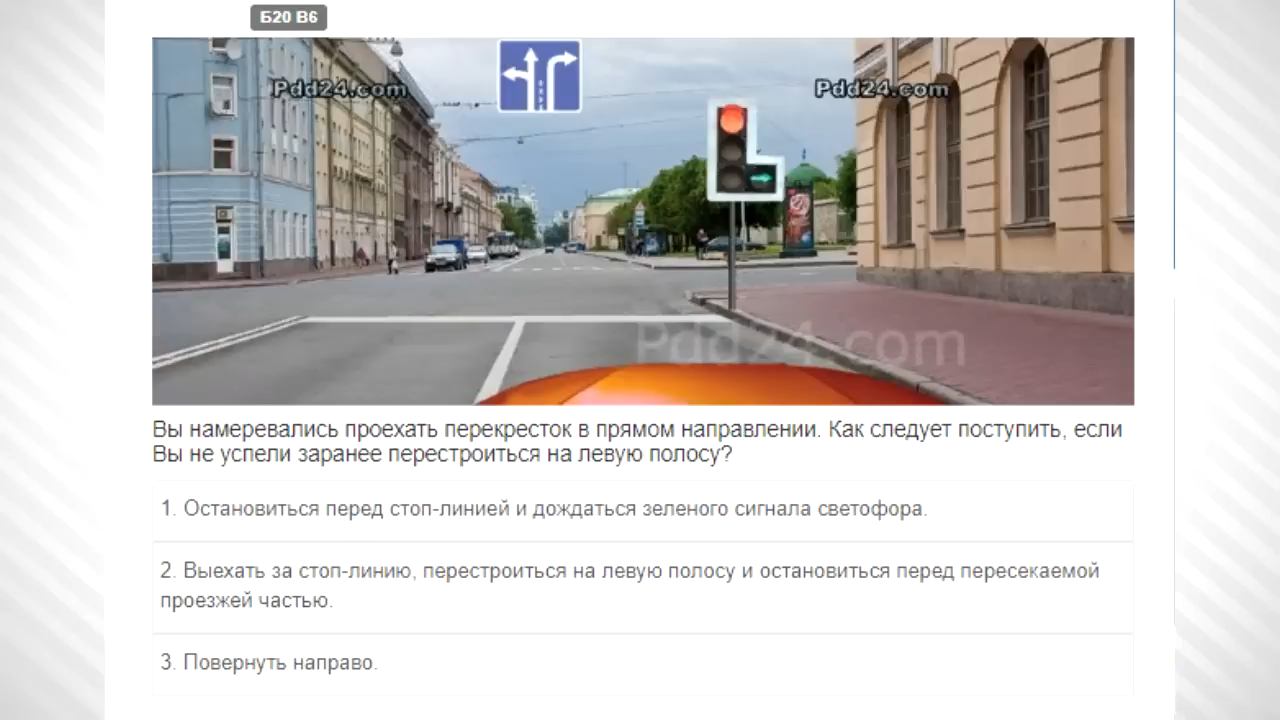 Б20 В6
Pdd24.com
Pdd24.com
Pdd24.com
Вы намеревались проехать перекресток в прямом направлении. Как следует поступить, если
Вы не успели заранее перестроиться на левую полосу?
1. Остановиться перед стоп-линией и дождаться зеленого сигнала светофора.
2. Выехать за стоп-линию, перестроиться на левую полосу и остановиться перед пересекаемой
проезжей частью.
3. Повернуть направо.